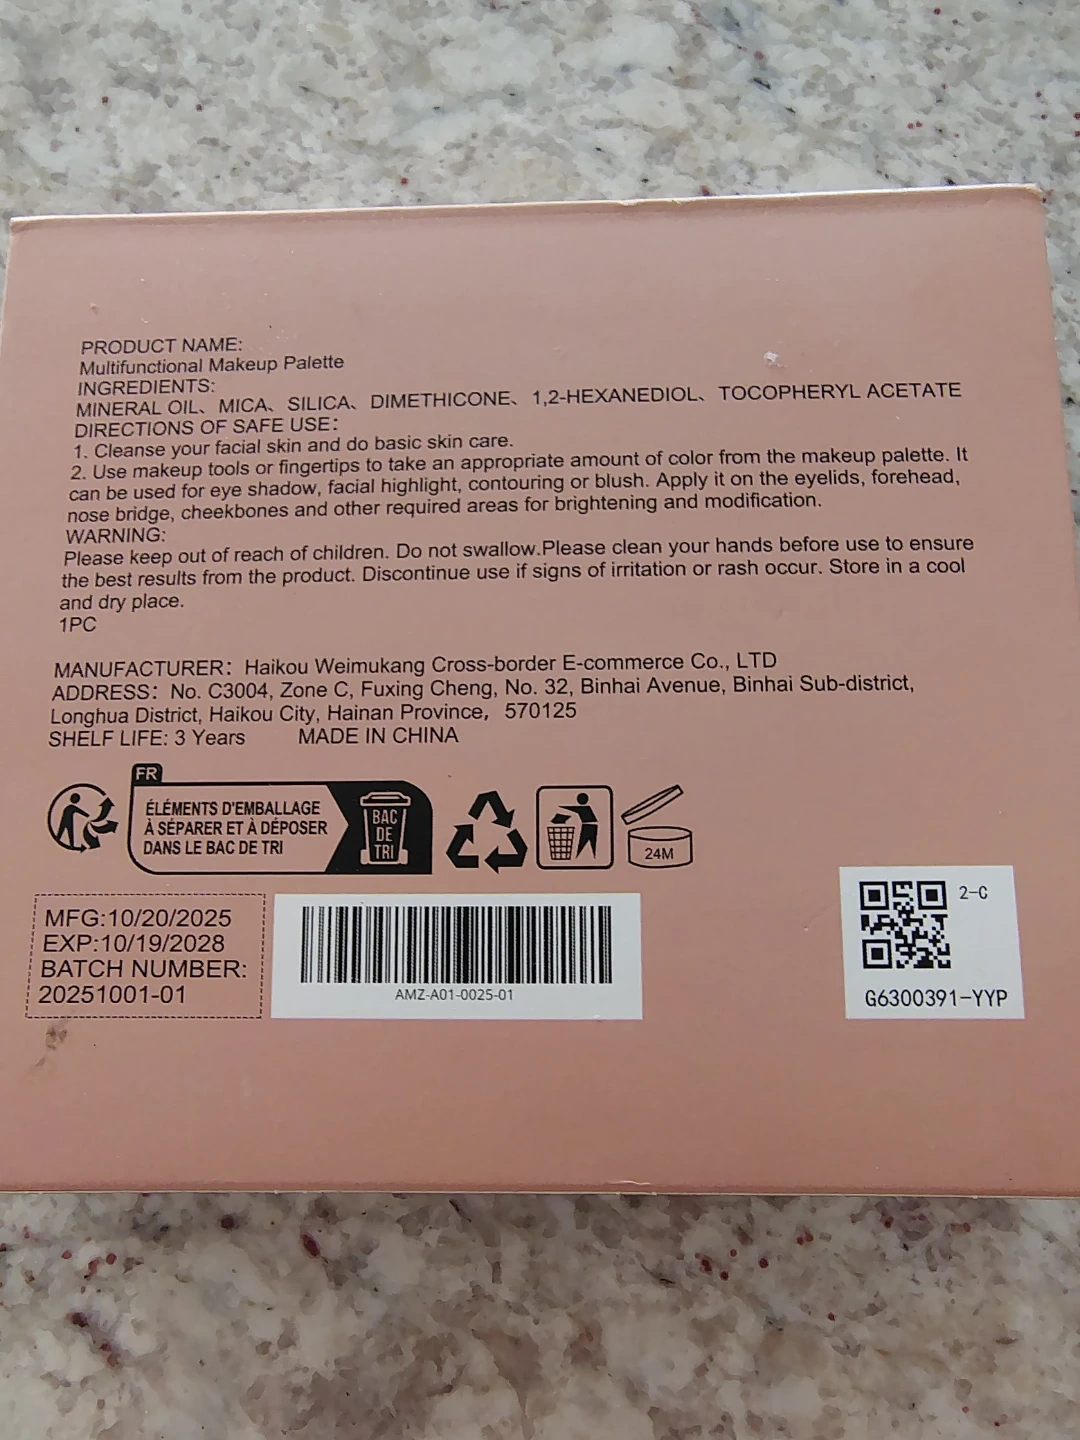 PRODUCT NAME:
Multifunctional Makeup Palette
INGREDIENTS:
MINERAL OIL、MICA、SILICA、DIMETHICONE、1,2-HEXANEDIOL、TOCOPHERYL ACETATE
DIRECTIONS OF SAFE USE：
1. Cleanse your facial skin and do basic skin care.
2. Use makeup tools or fingertips to take an appropriate amount of color from the makeup palette. It
can be used for eye shadow, facial highlight, contouring or blush. Apply it on the eyelids, forehead,
nose bridge, cheekbones and other required areas for brightening and modification.
WARNING:
Please keep out of reach of children. Do not swallow.Please clean your hands before use to ensure
the best results from the product. Discontinue use if signs of irritation or rash occur. Store in a cool
and dry place.
1PC
MANUFACTURER：Haikou Weimukang Cross-border E-commerce Co., LTD
ADDRESS：No. C3004, Zone C, Fuxing Cheng, No. 32, Binhai Avenue, Binhai Sub-district,
Longhua District, Haikou City, Hainan Province，570125
SHELF LIFE: 3 Years MADE IN CHINA
FR
ÉLÉMENTS D'EMBALLAGE
À SÉPARER ET À DÉPOSER
DANS LE BAC DE TRI
BAC
DE
TRI
24M
MFG:10/20/2025
EXP:10/19/2028
BATCH NUMBER:
20251001-01
AMZ-A01-0025-01
2-C
G6300391-YYP